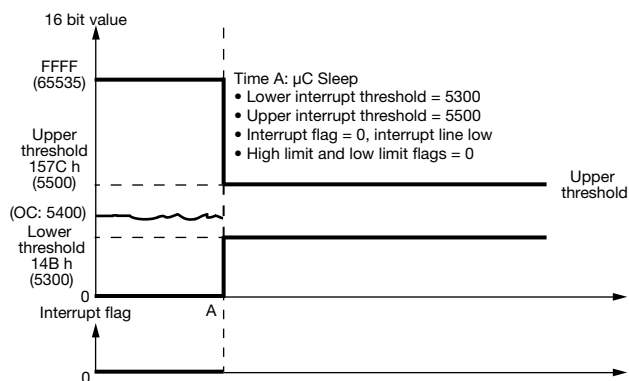 16 bit value
FFFF
(65535)
Time A: µC Sleep
• Lower interrupt threshold = 5300
• Upper interrupt threshold = 5500
• Interrupt flag = 0, interrupt line low
• High limit and low limit flags = 0
Upper
threshold
157C h
(5500)
Upper
threshold
(OC: 5400)
Lower
threshold
14B h
(5300)
0
A
Interrupt flag
0